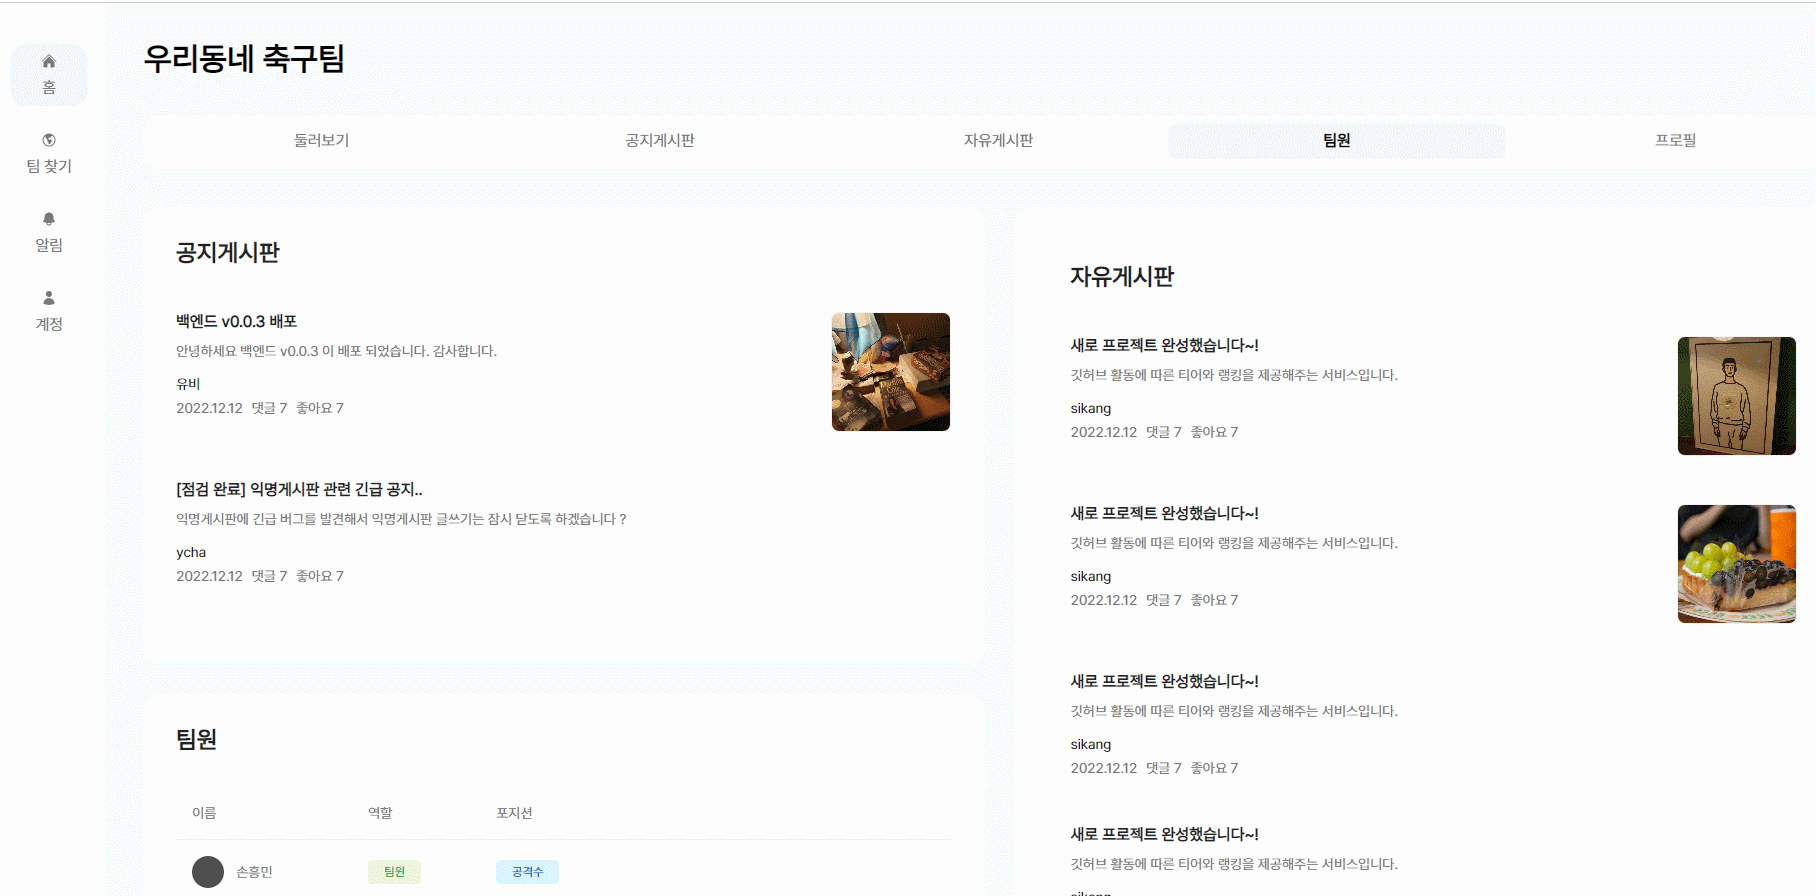 우리동네 축구팀
홈
팀 찾기
알림
계정
둘러보기
공지게시판
자유게시판
팀원
프로필
공지게시판
백엔드 v0.0.3 배포
안녕하세요 백엔드 v0.0.3 이 배포 되었습니다. 감사합니다.
유비
2022.12.12 댓글 7 좋아요 7
[점검 완료] 익명게시판 관련 긴급 공지..
익명게시판에 긴급 버그를 발견해서 익명게시판 글쓰기는 잠시 닫도록 하겠습니다 ?
ycha
2022.12.12 댓글 7 좋아요 7
팀원
이름 역할 포지션
손흥민 팀원 공격수
자유게시판
새로 프로젝트 완성했습니다~!
깃허브 활동에 따른 티어와 랭킹을 제공해주는 서비스입니다.
sikang
2022.12.12 댓글 7 좋아요 7
새로 프로젝트 완성했습니다~!
깃허브 활동에 따른 티어와 랭킹을 제공해주는 서비스입니다.
sikang
2022.12.12 댓글 7 좋아요 7
새로 프로젝트 완성했습니다~!
깃허브 활동에 따른 티어와 랭킹을 제공해주는 서비스입니다.
sikang
2022.12.12 댓글 7 좋아요 7
새로 프로젝트 완성했습니다~!
깃허브 활동에 따른 티어와 랭킹을 제공해주는 서비스입니다.